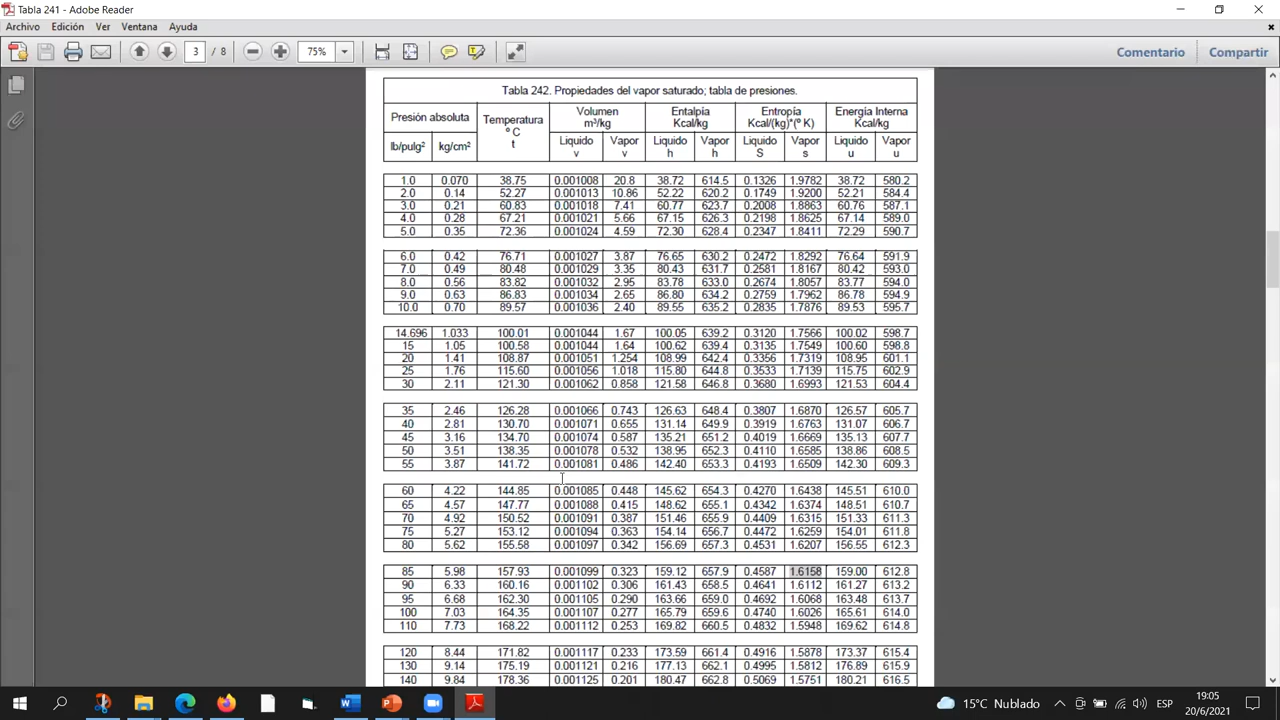 Tabla 241 - Adobe Reader
Archivo Edición Ver Ventana Ayuda
3 / 8 75% Comentario Compartir
Tabla 242. Propiedades del vapor saturado; tabla de presiones.
Presión absoluta Temperatura º C t Volumen m³/kg Entalpia Kcal/kg Entropía Kcal/(kg)*(º K) Energía Interna Kcal/kg
lb/pulg² kg/cm² Liquido v Vapor v Liquido h Vapor h Liquido S Vapor s Liquido u Vapor u
1.0 0.070 38.75 0.001008 20.8 38.72 614.5 0.1326 1.9782 38.72 580.2
2.0 0.14 52.27 0.001013 10.86 52.22 620.2 0.1749 1.9200 52.21 584.4
3.0 0.21 60.83 0.001018 7.41 60.77 623.7 0.2008 1.8863 60.76 587.1
4.0 0.28 67.21 0.001021 5.66 67.15 626.3 0.2198 1.8625 67.14 589.0
5.0 0.35 72.36 0.001024 4.59 72.30 628.4 0.2347 1.8411 72.29 590.7
6.0 0.42 76.71 0.001027 3.87 76.65 630.2 0.2472 1.8292 76.64 591.9
7.0 0.49 80.48 0.001029 3.35 80.43 631.7 0.2581 1.8167 80.42 593.0
8.0 0.56 83.82 0.001032 2.95 83.78 633.0 0.2674 1.8057 83.77 594.0
9.0 0.63 86.83 0.001034 2.65 86.80 634.2 0.2759 1.7962 86.78 594.9
10.0 0.70 89.57 0.001036 2.40 89.55 635.2 0.2835 1.7876 89.53 595.7
14.696 1.033 100.01 0.001044 1.67 100.05 639.2 0.3120 1.7566 100.02 598.7
15 1.05 100.58 0.001044 1.64 100.62 639.4 0.3135 1.7549 100.60 598.8
20 1.41 108.87 0.001051 1.254 108.99 642.4 0.3356 1.7319 108.95 601.1
25 1.76 115.60 0.001056 1.018 115.80 644.8 0.3533 1.7139 115.75 602.9
30 2.11 121.30 0.001062 0.858 121.58 646.8 0.3680 1.6993 121.53 604.4
35 2.46 126.28 0.001066 0.743 126.63 648.4 0.3807 1.6870 126.57 605.7
40 2.81 130.70 0.001071 0.655 131.14 649.9 0.3919 1.6763 131.07 606.7
45 3.16 134.70 0.001074 0.587 135.21 651.2 0.4019 1.6669 135.13 607.7
50 3.51 138.35 0.001078 0.532 138.95 652.3 0.4110 1.6585 138.86 608.5
55 3.87 141.72 0.001081 0.486 142.40 653.3 0.4193 1.6509 142.30 609.3
60 4.22 144.85 0.001085 0.448 145.62 654.3 0.4270 1.6438 145.51 610.0
65 4.57 147.77 0.001088 0.415 148.62 655.1 0.4342 1.6374 148.51 610.7
70 4.92 150.52 0.001091 0.387 151.46 655.9 0.4409 1.6315 151.33 611.3
75 5.27 153.12 0.001094 0.363 154.14 656.7 0.4472 1.6259 154.01 611.8
80 5.62 155.58 0.001097 0.342 156.69 657.3 0.4531 1.6207 156.55 612.3
85 5.98 157.93 0.001099 0.323 159.12 657.9 0.4587 1.6158 159.00 612.8
90 6.33 160.16 0.001102 0.306 161.43 658.5 0.4641 1.6112 161.27 613.2
95 6.68 162.30 0.001105 0.290 163.66 659.0 0.4692 1.6068 163.48 613.7
100 7.03 164.35 0.001107 0.277 165.79 659.6 0.4740 1.6026 165.61 614.0
110 7.73 168.22 0.001112 0.253 169.82 660.5 0.4832 1.5948 169.62 614.8
120 8.44 171.82 0.001117 0.233 173.59 661.4 0.4916 1.5878 173.37 615.4
130 9.14 175.19 0.001121 0.216 177.13 662.1 0.4995 1.5812 176.89 615.9
140 9.84 178.36 0.001125 0.201 180.47 662.8 0.5069 1.5751 180.21 616.5
15°C Nublado ESP 19:05
20/6/2021